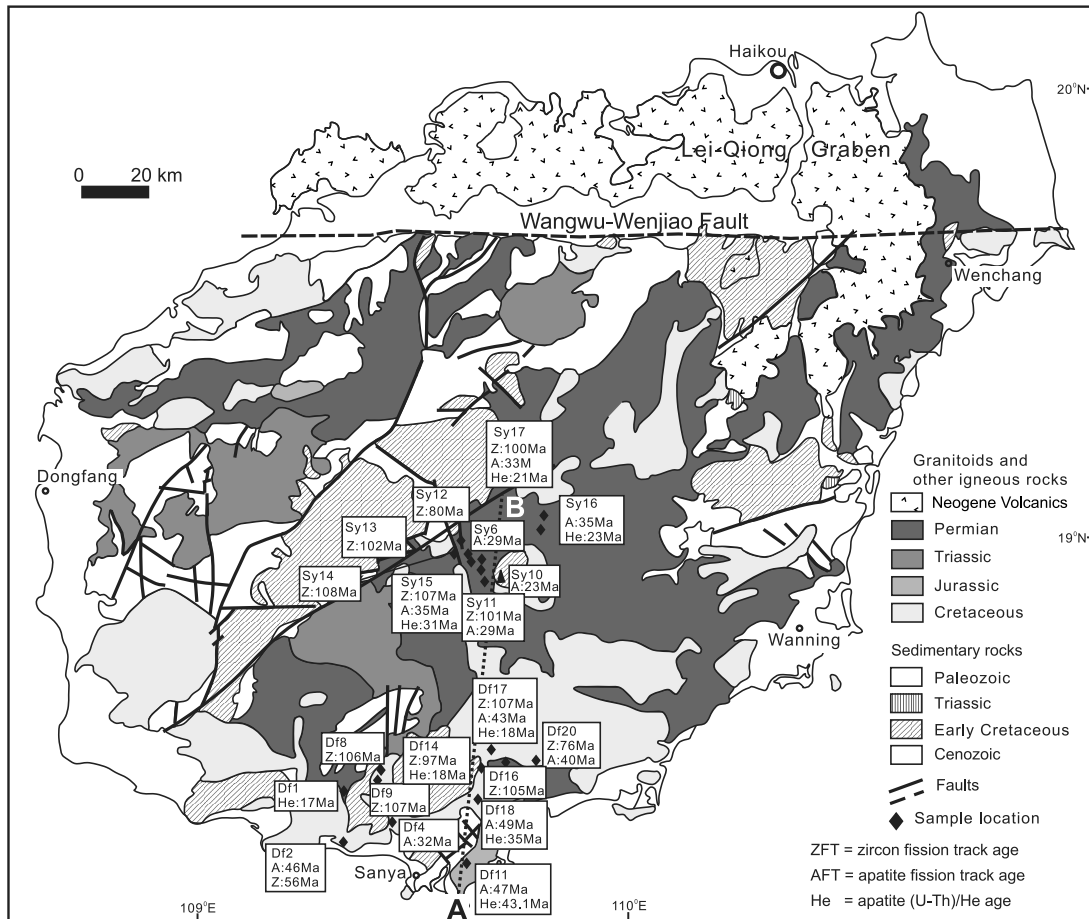 Haikou
20°N
Lei-Qiong Graben
0 20 km
Wangwu-Wenjiao Fault
Wenchang
Dongfang
Sy17
Z:100Ma
A:33M
He:21Ma
B
Sy12
Z:80Ma
Sy16
A:35Ma
He:23Ma
Sy13
Z:102Ma
Sy6
A:29Ma
19°N
Sy14
Z:108Ma
Sy15
Z:107Ma
A:35Ma
He:31Ma
Sy10
A:23Ma
Sy11
Z:101Ma
A:29Ma
Wanning
Df17
Z:107Ma
A:43Ma
He:18Ma
Df20
Z:76Ma
A:40Ma
Df8
Z:106Ma
Df14
Z:97Ma
He:18Ma
Df16
Z:105Ma
Df1
He:17Ma
Df9
Z:107Ma
Df18
A:49Ma
He:35Ma
Df4
A:32Ma
Df2
A:46Ma
Z:56Ma
Sanya
Df11
A:47Ma
He:43.1Ma
A
109°E
110°E
Granitoids and
other igneous rocks
Neogene Volcanics
Permian
Triassic
Jurassic
Cretaceous
Sedimentary rocks
Paleozoic
Triassic
Early Cretaceous
Cenozoic
Faults
Sample location
ZFT = zircon fission track age
AFT = apatite fission track age
He = apatite (U-Th)/He age